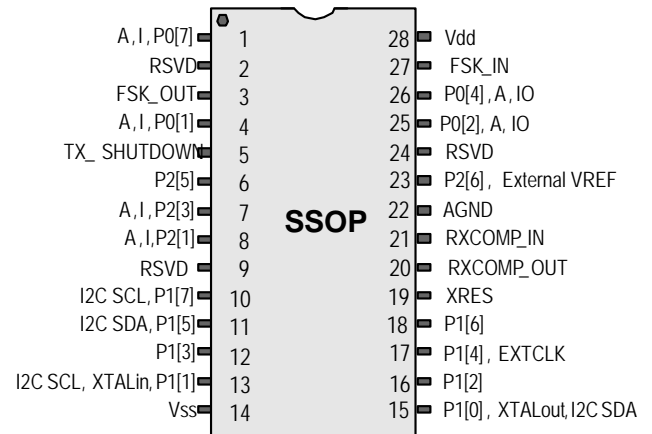 A, I, P0[7] 1 28 Vdd
RSVD 2 27 FSK_IN
FSK_OUT 3 26 P0[4], A, IO
A, I, P0[1] 4 25 P0[2], A, IO
TX_ SHUTDOWN 5 24 RSVD
P2[5] 6 23 P2[6], External VREF
A, I, P2[3] 7 SSOP 22 AGND
A, I, P2[1] 8 21 RXCOMP_IN
RSVD 9 20 RXCOMP_OUT
I2C SCL, P1[7] 10 19 XRES
I2C SDA, P1[5] 11 18 P1[6]
P1[3] 12 17 P1[4], EXTCLK
I2C SCL, XTALin, P1[1] 13 16 P1[2]
Vss 14 15 P1[0], XTALout, I2C SDA